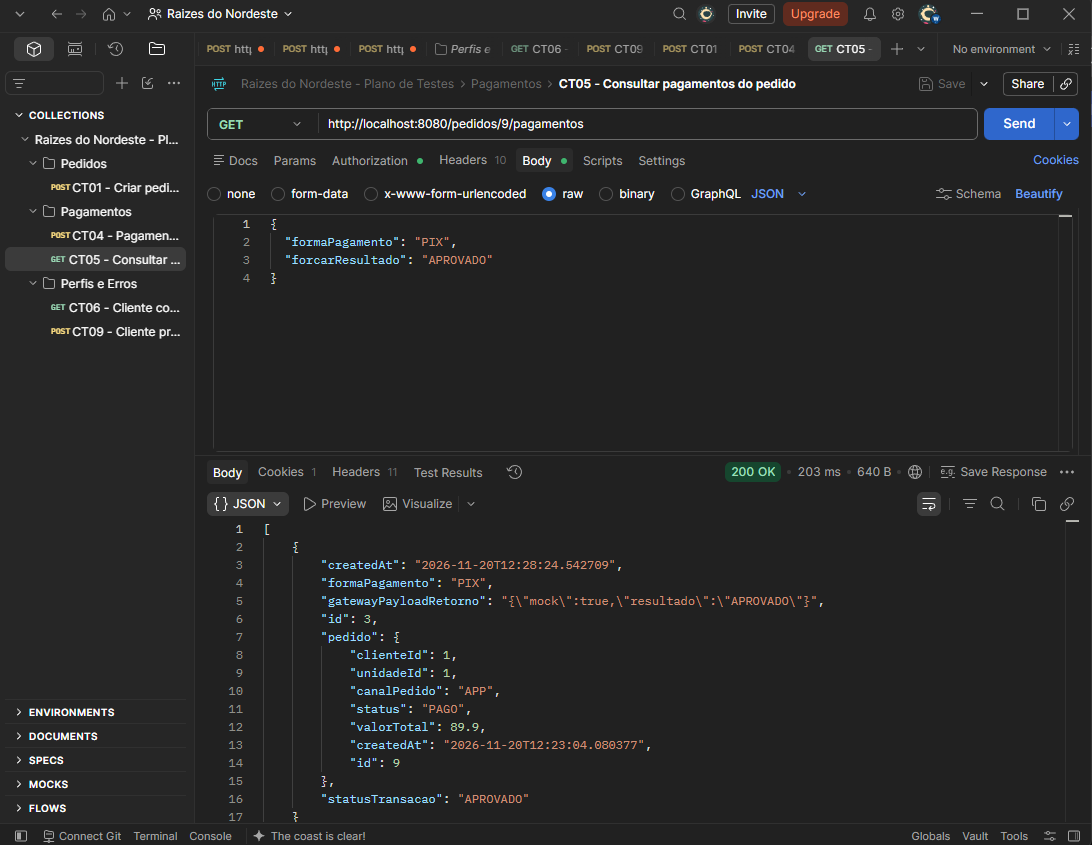 Raizes do Nordeste
Invite
Upgrade
POST http
POST http
POST http
Perfis e
GET CT06 -
POST CT09
POST CT01
POST CT04
GET CT05 -
No environment
COLLECTIONS
Raizes do Nordeste - Pl...
Pedidos
POST CT01 - Criar pedi...
Pagamentos
POST CT04 - Pagamen...
GET CT05 - Consultar ...
Perfis e Erros
GET CT06 - Cliente co...
POST CT09 - Cliente pr...
ENVIRONMENTS
DOCUMENTS
SPECS
MOCKS
FLOWS
HTTP
Raizes do Nordeste - Plano de Testes > Pagamentos > CT05 - Consultar pagamentos do pedido
Save
Share
GET
http://localhost:8080/pedidos/9/pagamentos
Send
Docs Params Authorization Headers 10 Body Scripts Settings
Cookies
none form-data x-www-form-urlencoded raw binary GraphQL JSON
Schema Beautify
1 {
2 "formaPagamento": "PIX",
3 "forcarResultado": "APROVADO"
4 }
Body Cookies 1 Headers 11 Test Results
200 OK • 203 ms • 640 B
e.g. Save Response
{} JSON Preview Visualize
1 [
2 {
3 "createdAt": "2026-11-20T12:28:24.542709",
4 "formaPagamento": "PIX",
5 "gatewayPayloadRetorno": "{\"mock\":true,\"resultado\":\"APROVADO\"}",
6 "id": 3,
7 "pedido": {
8 "clienteId": 1,
9 "unidadeId": 1,
10 "canalPedido": "APP",
11 "status": "PAGO",
12 "valorTotal": 89.9,
13 "createdAt": "2026-11-20T12:23:04.080377",
14 "id": 9
15 },
16 "statusTransacao": "APROVADO"
17 }
Connect Git Terminal Console The coast is clear!
Globals Vault Tools